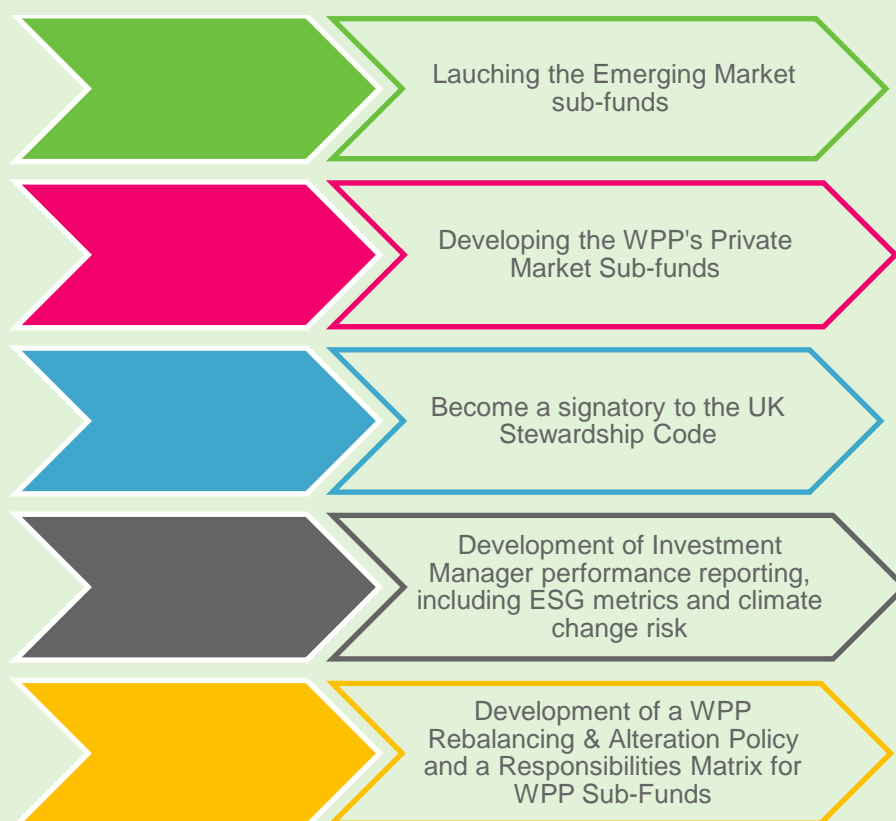 Lauching the Emerging Market
sub-funds
Developing the WPP's Private
Market Sub-funds
Become a signatory to the UK
Stewardship Code
Development of Investment
Manager performance reporting,
including ESG metrics and climate
change risk
Development of a WPP
Rebalancing & Alteration Policy
and a Responsibilities Matrix for
WPP Sub-Funds